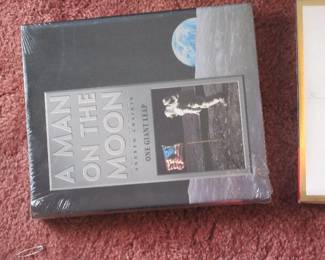 A MAN
ON THE
MOON
ANDREW CHAIKIN
ONE GIANT LEAP